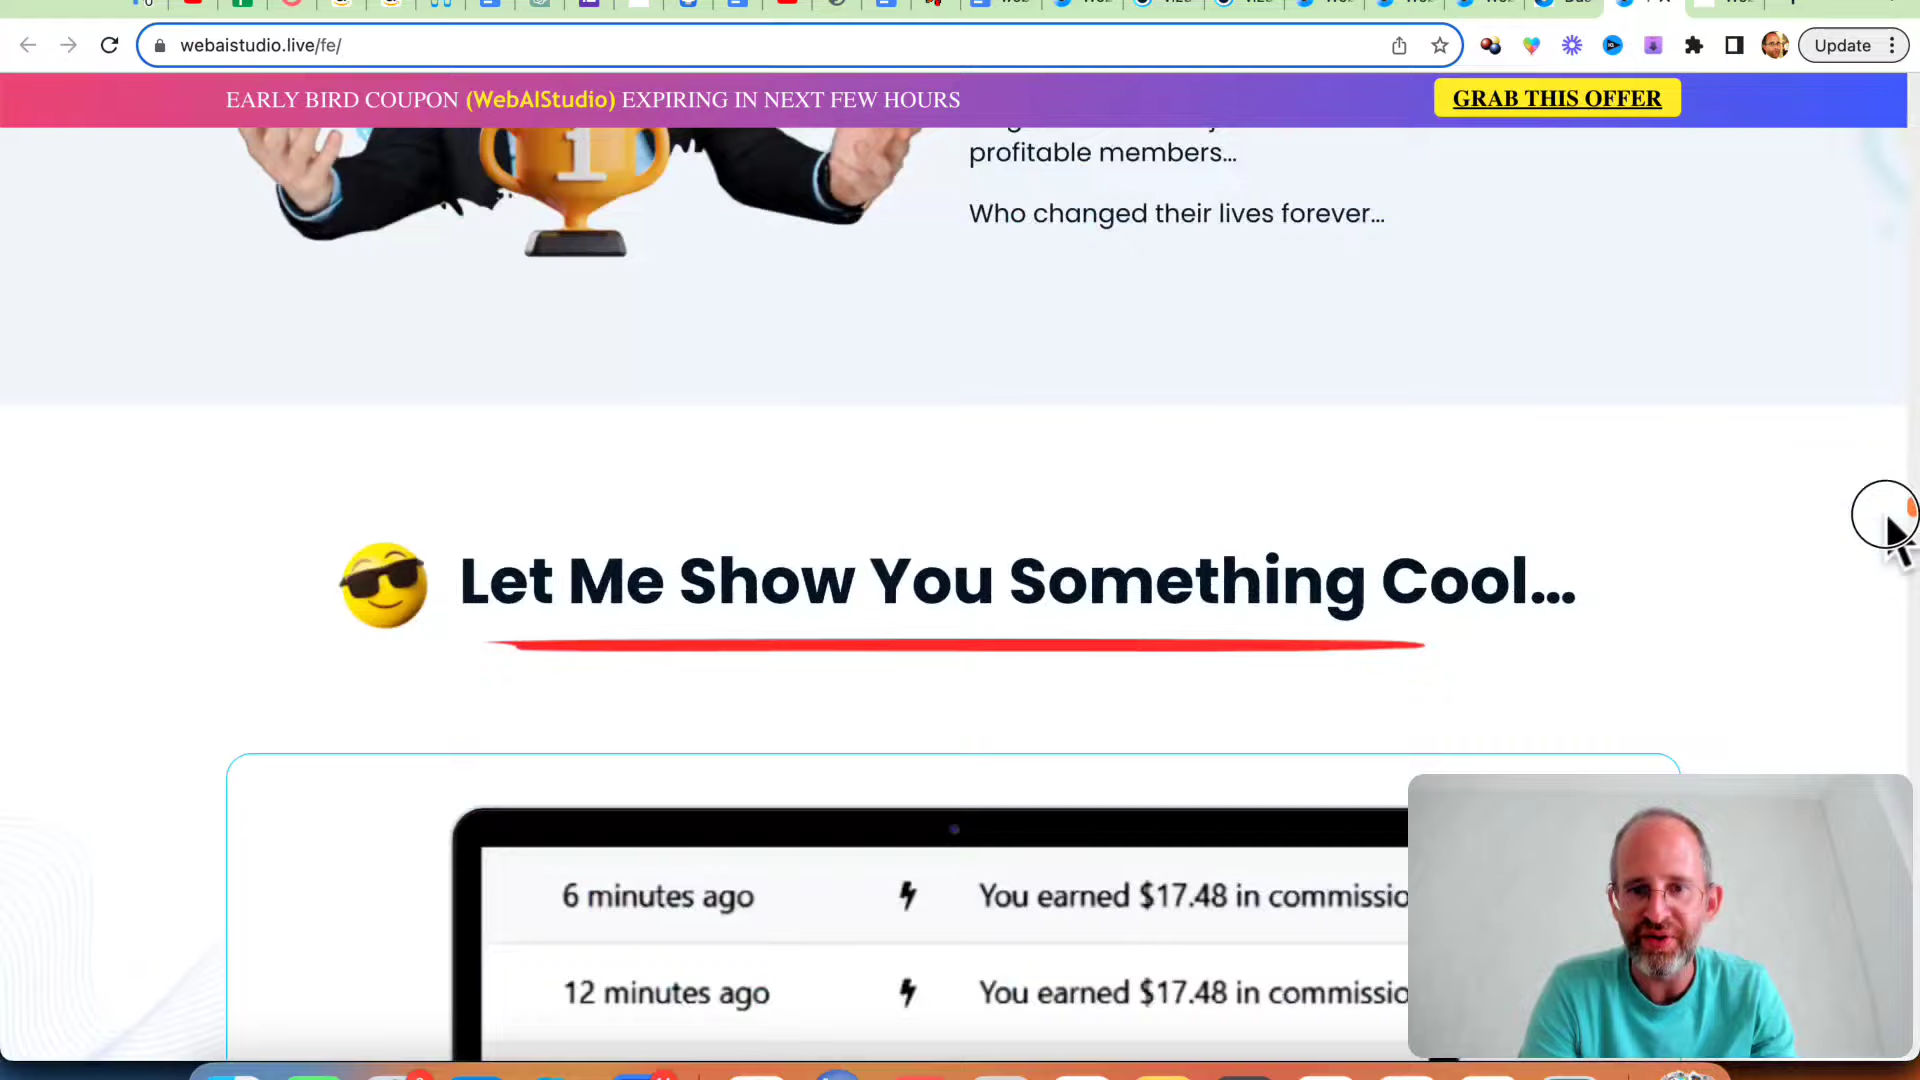 webaistudio.live/fe/
Update
EARLY BIRD COUPON (WebAIStudio) EXPIRING IN NEXT FEW HOURS
GRAB THIS OFFER
1
profitable members...
Who changed their lives forever...
Let Me Show You Something Cool...
6 minutes ago
You earned $17.48 in commissio
12 minutes ago
You earned $17.48 in commissio